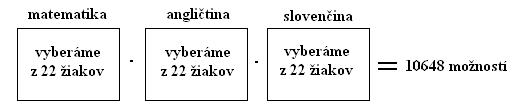 matematika angličtina slovenčina
vyberáme vyberáme vyberáme
z 22 žiakov · z 22 žiakov · z 22 žiakov = 10648 možností